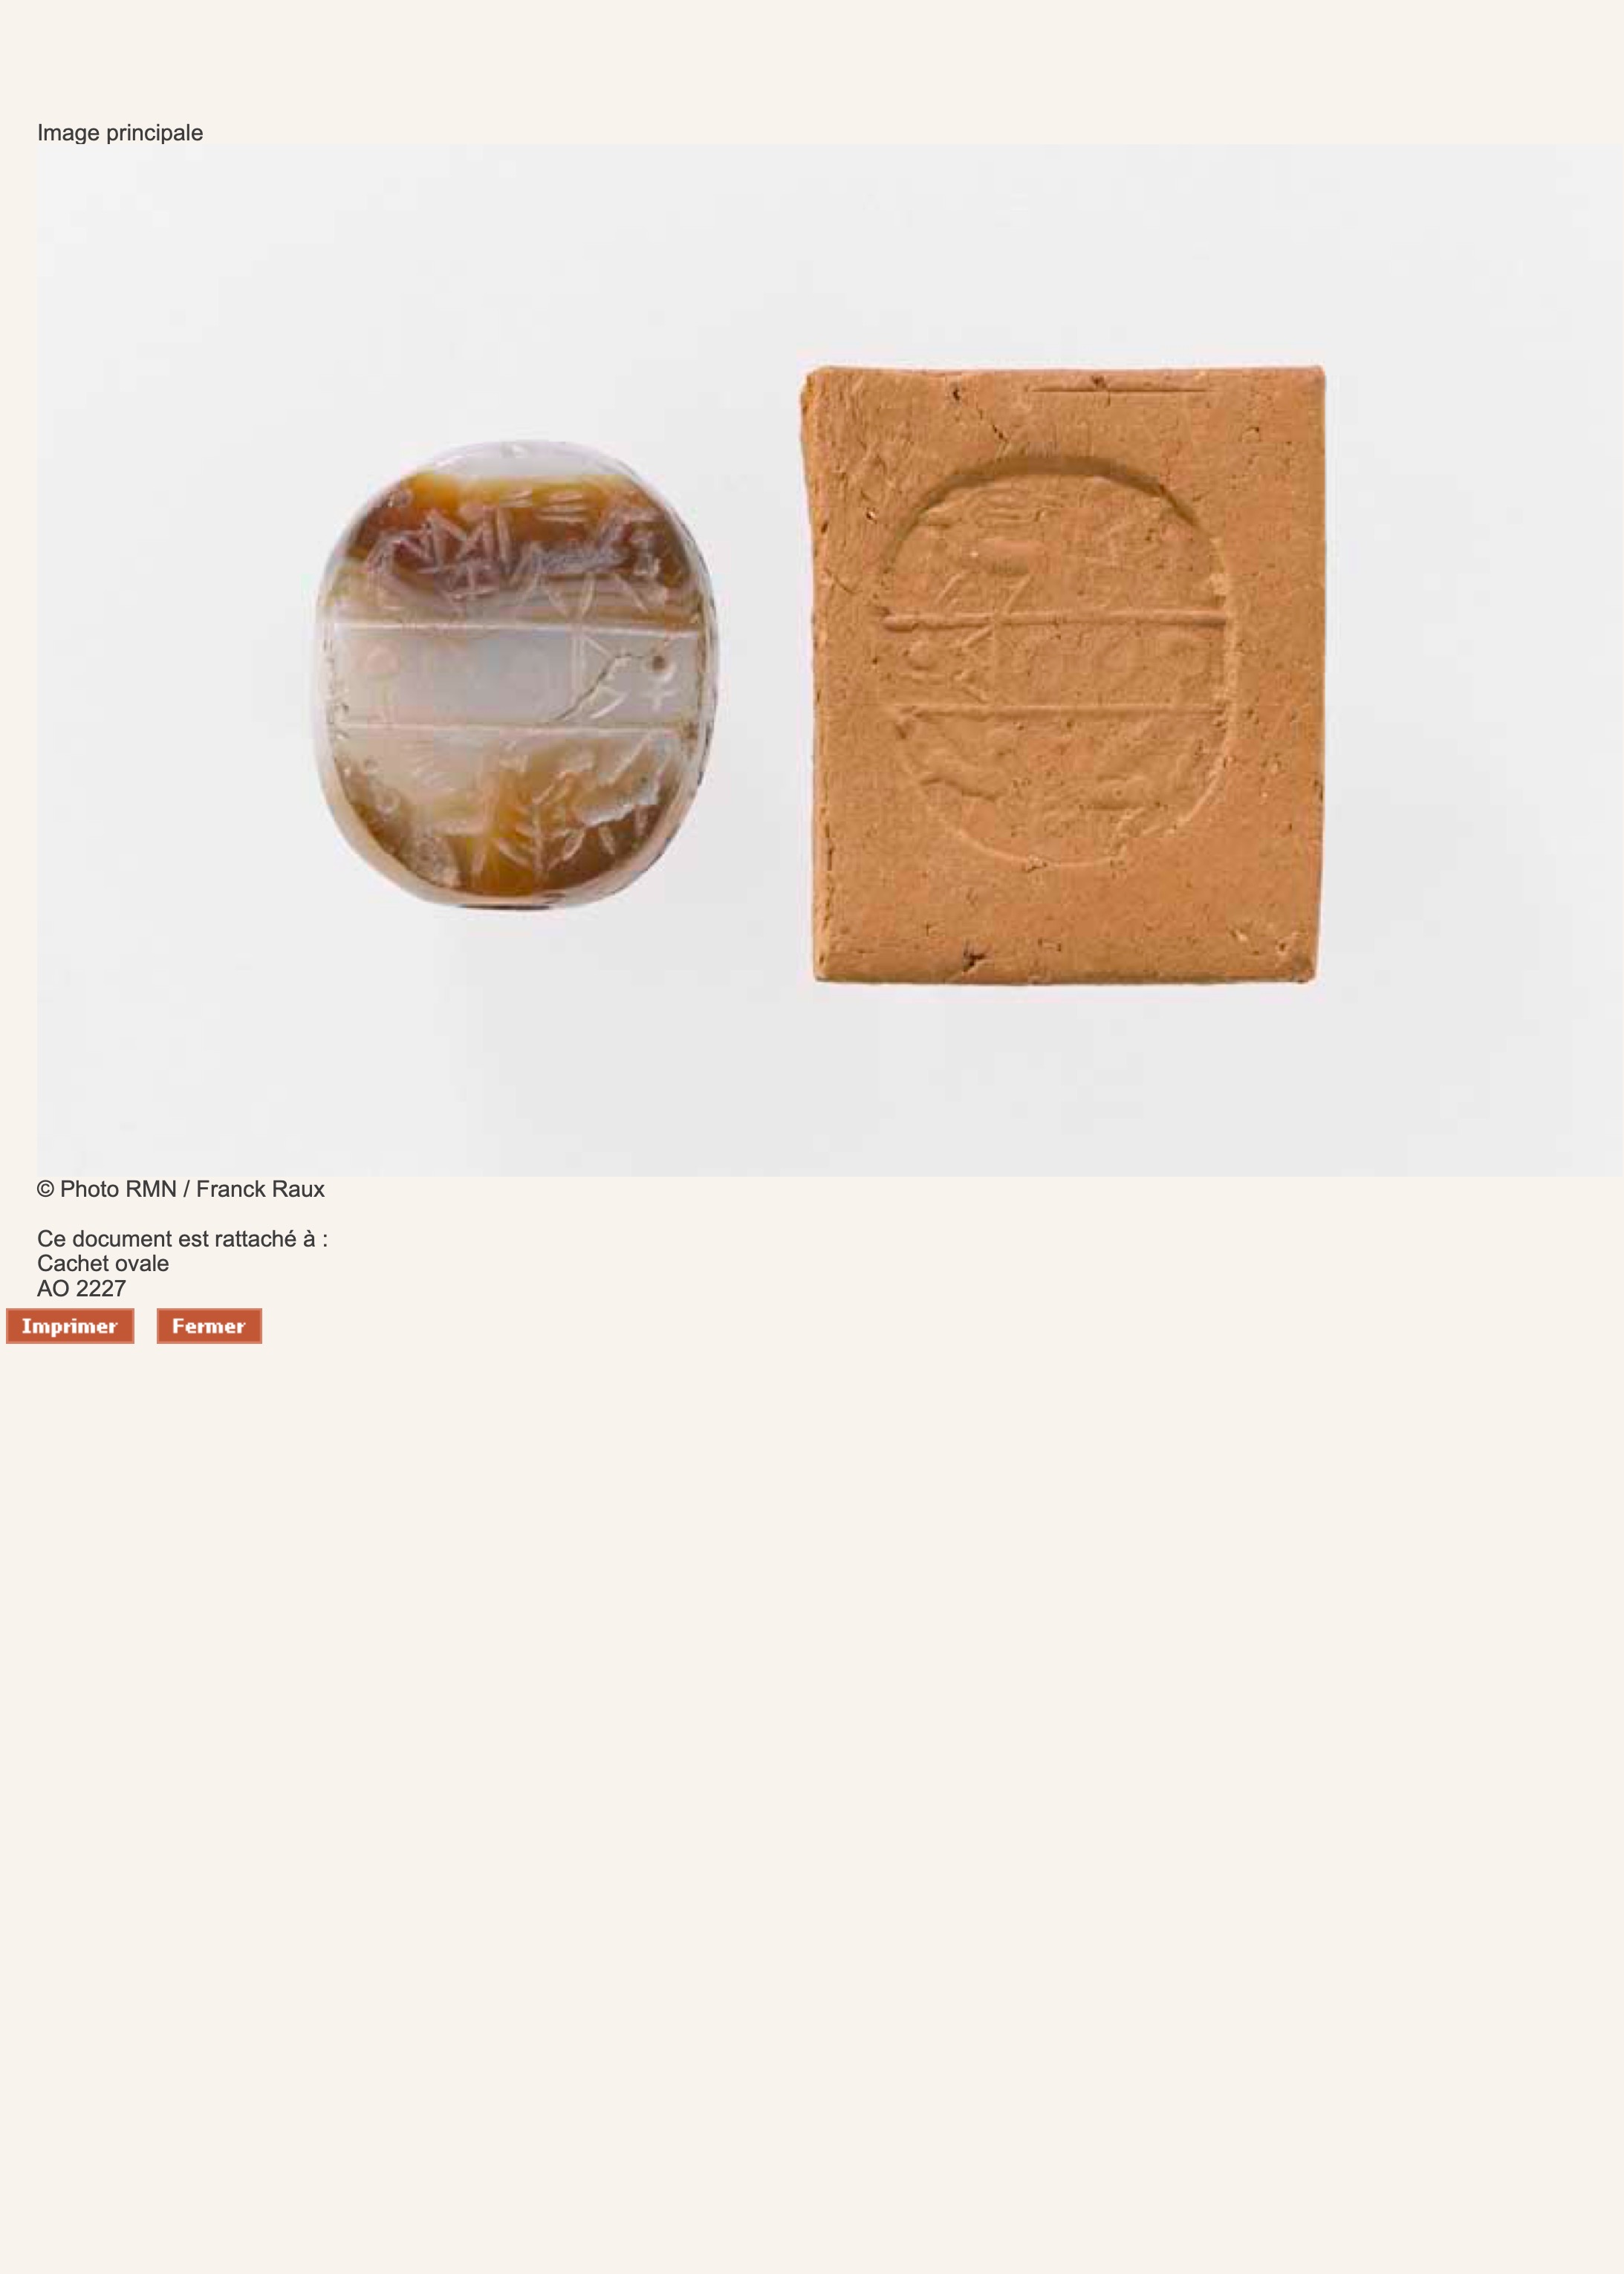 Image principale
© Photo RMN / Franck Raux
Ce document est rattaché à :
Cachet ovale
AO 2227
Imprimer Fermer